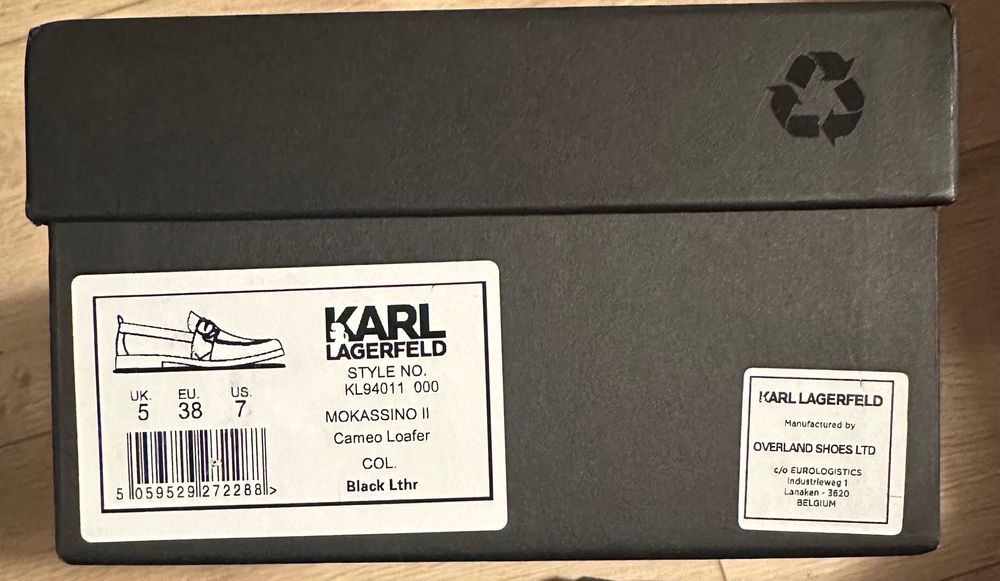 KARL
LAGERFELD
STYLE NO.
KL94011 000
MOKASSINO II
Cameo Loafer
COL.
Black Lthr
UK. EU. US.
5 38 7
5 059529 272288 >
KARL LAGERFELD
Manufactured by
OVERLAND SHOES LTD
c/o EUROLOGISTICS
Industrieweg 1
Lanaken - 3620
BELGIUM